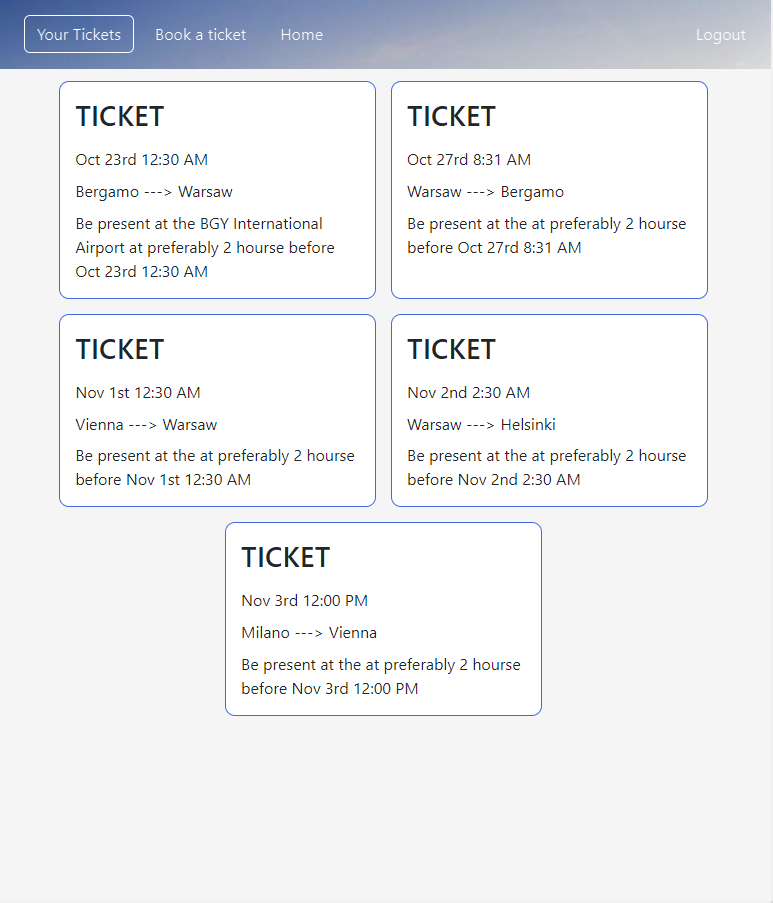 Your Tickets Book a ticket Home Logout
TICKET
Oct 23rd 12:30 AM
Bergamo ---> Warsaw
Be present at the BGY International
Airport at preferably 2 hourse before
Oct 23rd 12:30 AM
TICKET
Oct 27rd 8:31 AM
Warsaw ---> Bergamo
Be present at the at preferably 2 hourse
before Oct 27rd 8:31 AM
TICKET
Nov 1st 12:30 AM
Vienna ---> Warsaw
Be present at the at preferably 2 hourse
before Nov 1st 12:30 AM
TICKET
Nov 2nd 2:30 AM
Warsaw ---> Helsinki
Be present at the at preferably 2 hourse
before Nov 2nd 2:30 AM
TICKET
Nov 3rd 12:00 PM
Milano ---> Vienna
Be present at the at preferably 2 hourse
before Nov 3rd 12:00 PM